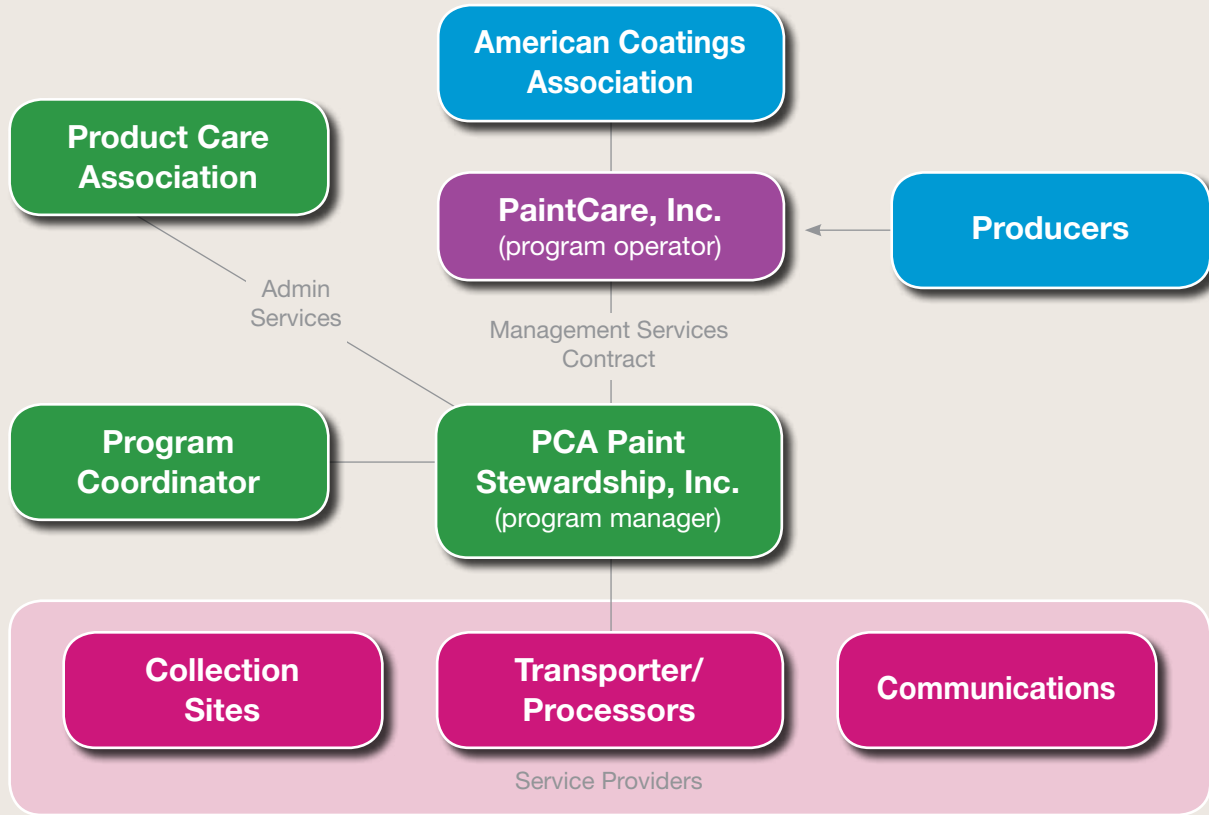 American Coatings
Association
Product Care
Association
PaintCare, Inc.
(program operator)
Producers
Admin
Services
Management Services
Contract
Program
Coordinator
PCA Paint
Stewardship, Inc.
(program manager)
Collection
Sites
Transporter/
Processors
Communications
Service Providers